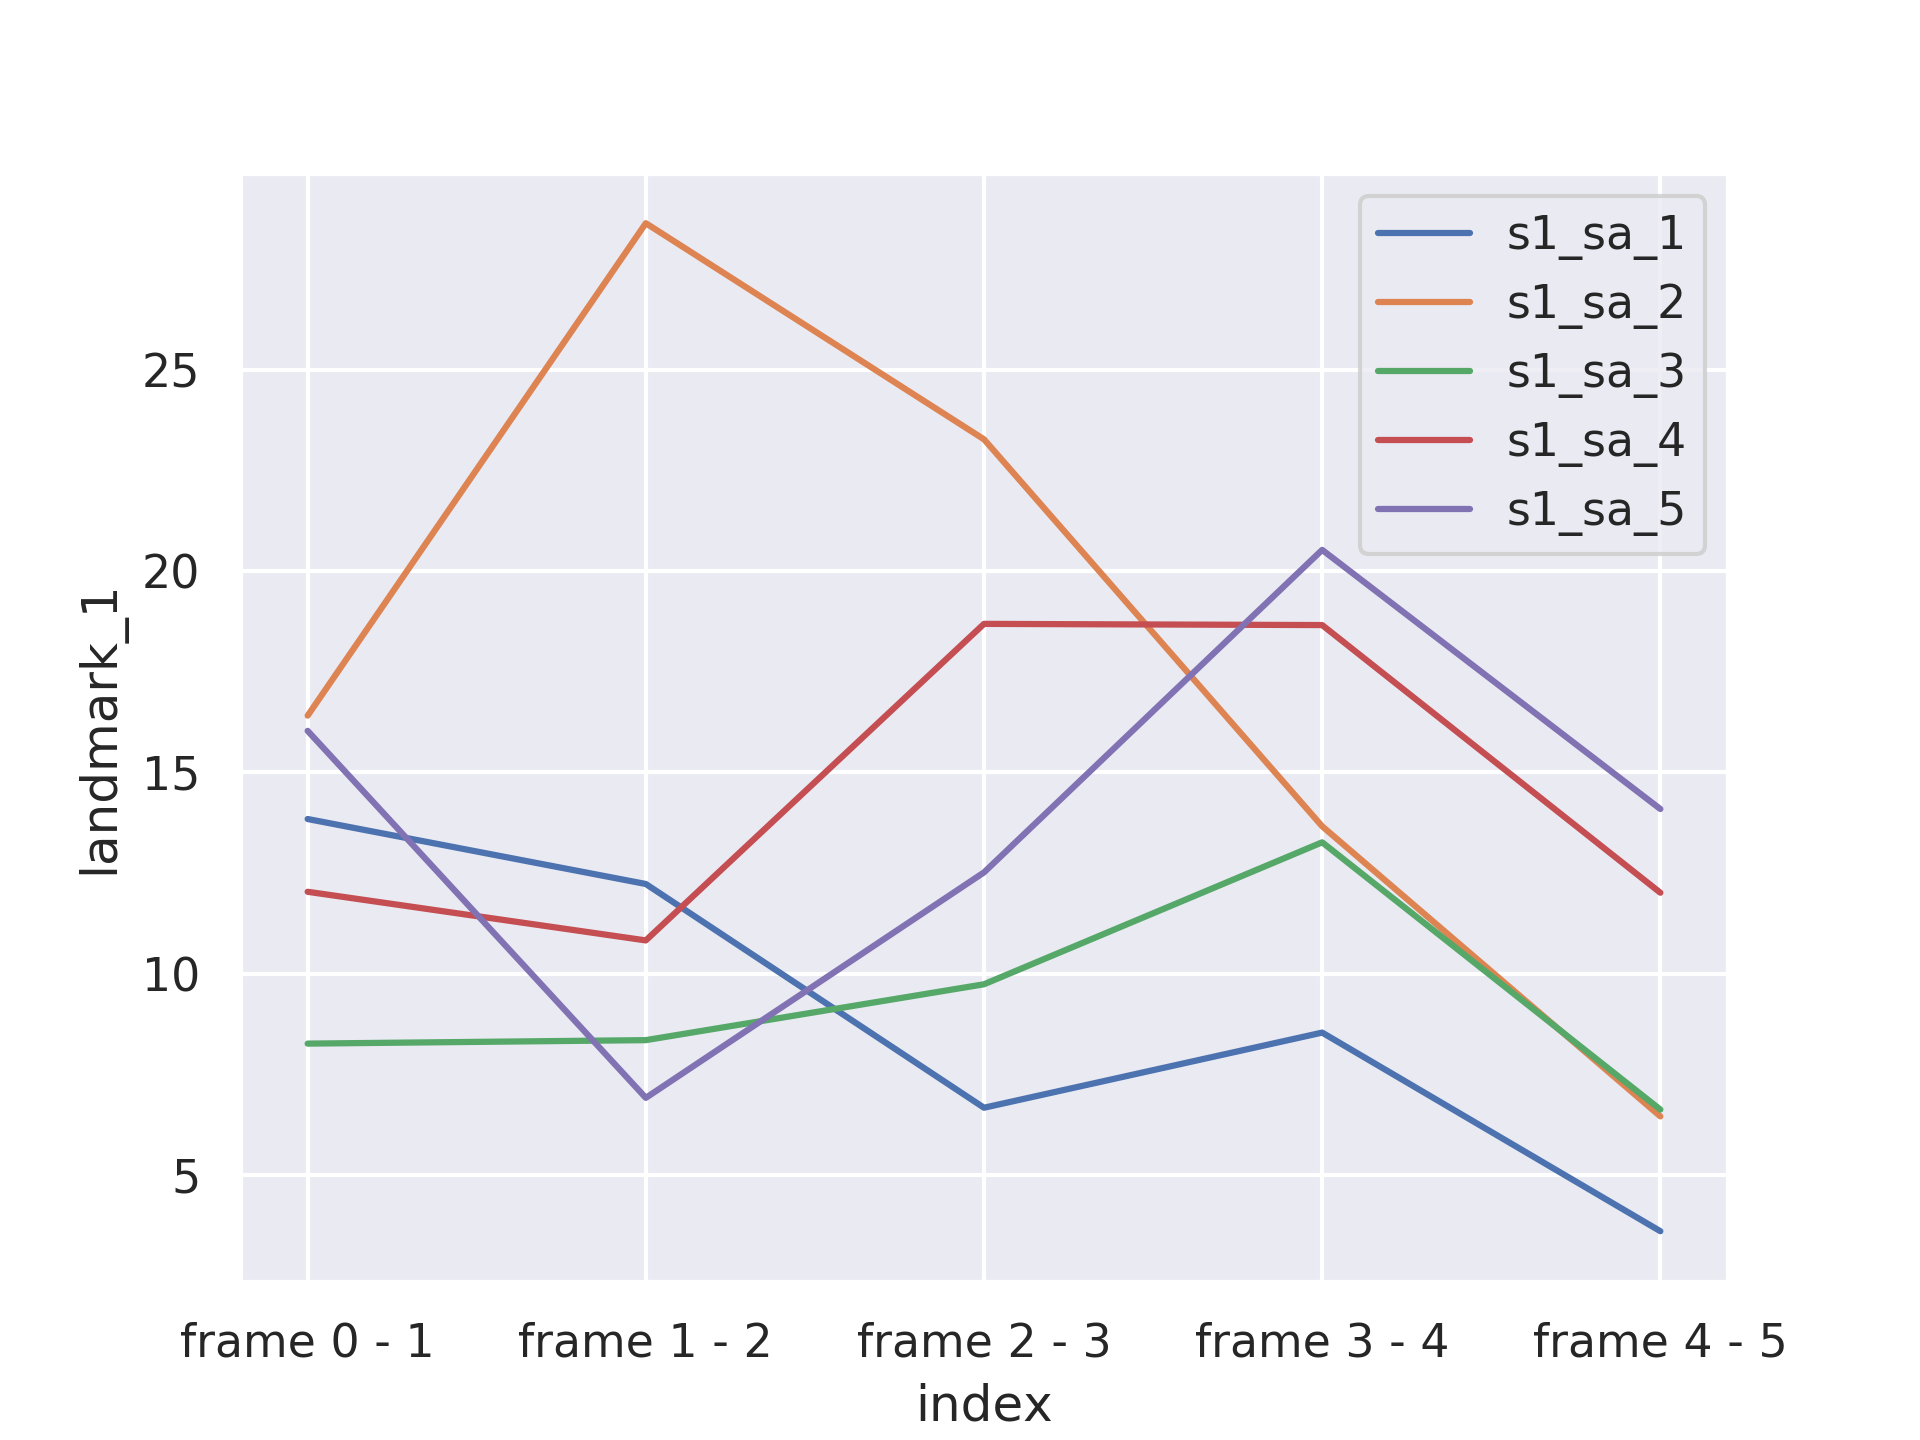 s1_sa_1
s1_sa_2
s1_sa_3
s1_sa_4
s1_sa_5
landmark_1
25
20
15
10
5
frame 0 - 1
frame 1 - 2
frame 2 - 3
frame 3 - 4
frame 4 - 5
index